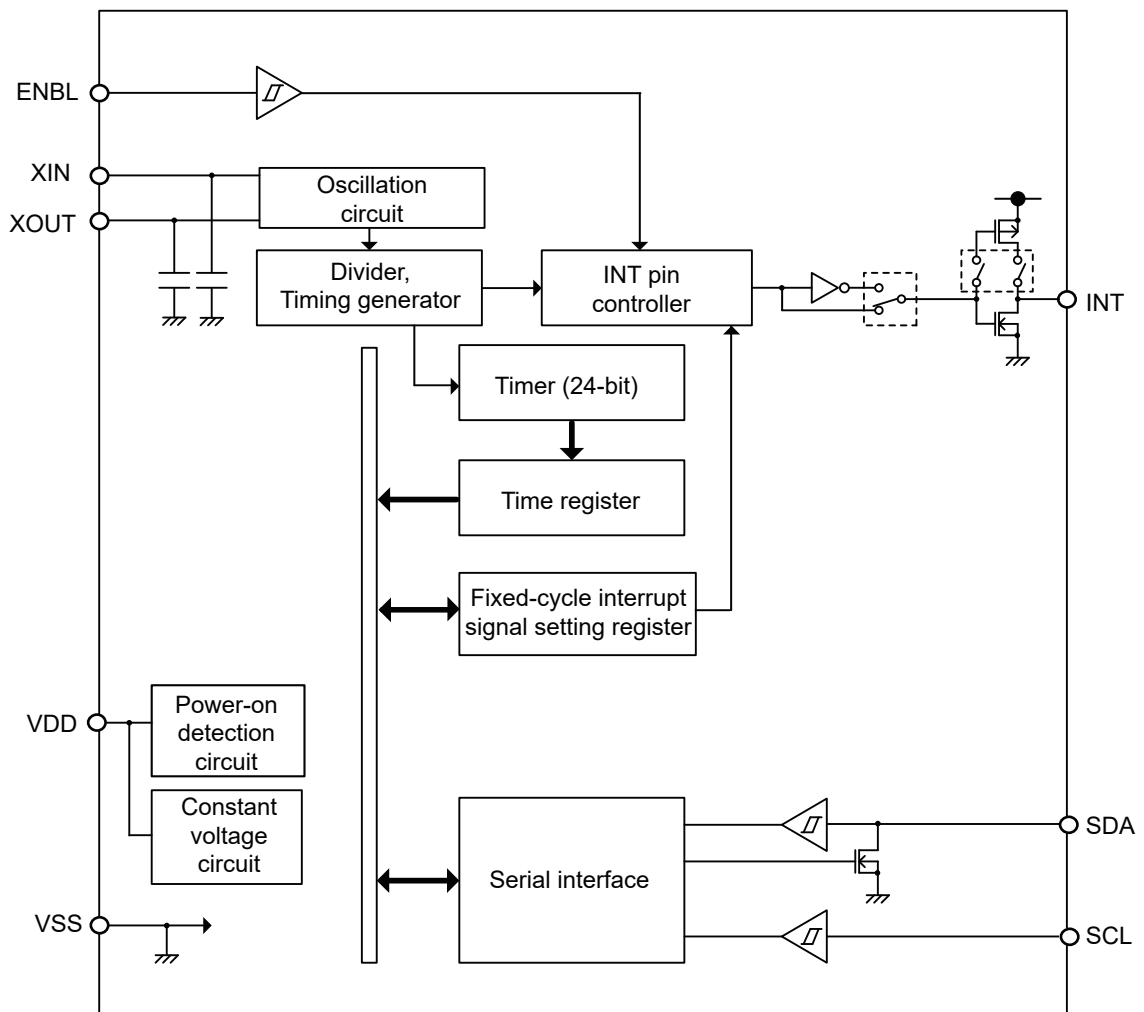 ENBL
XIN
XOUT
Oscillation
circuit
Divider,
Timing generator
INT pin
controller
INT
Timer (24-bit)
Time register
Fixed-cycle interrupt
signal setting register
VDD
Power-on
detection
circuit
Constant
voltage
circuit
VSS
Serial interface
SDA
SCL